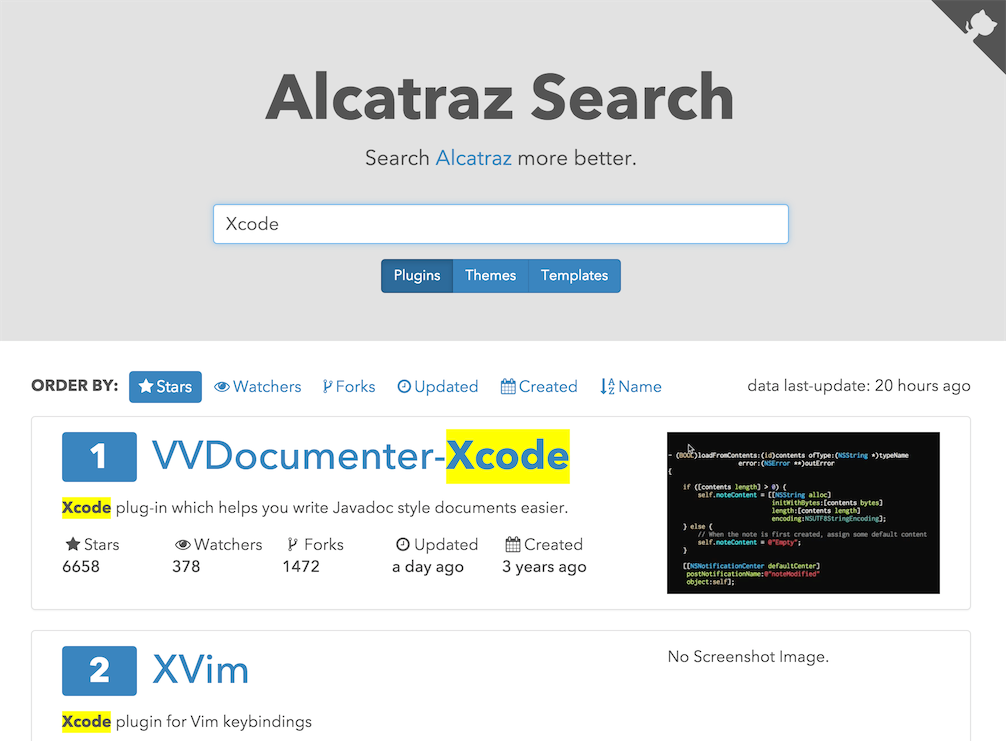 Alcatraz Search
Search Alcatraz more better.
Xcode
Plugins Themes Templates
ORDER BY: Stars Watchers Forks Updated Created Name data last-update: 20 hours ago
1 VVDocumenter-Xcode
Xcode plug-in which helps you write Javadoc style documents easier.
Stars Watchers Forks Updated Created
6658 378 1472 a day ago 3 years ago
- (BOOL)loadFromContents:(id)contents ofType:(NSString *)typeName
error:(NSError **)outError
{
if ([contents length] > 0) {
self.noteContent = [[NSString alloc]
initWithBytes:[contents bytes]
length:[contents length]
encoding:NSUTF8StringEncoding];
} else {
// When the note is first created, assign some default content
self.noteContent = @"Empty";
}
[[NSNotificationCenter defaultCenter]
postNotificationName:@"noteModified"
object:self];
2 XVim
No Screenshot Image.
Xcode plugin for Vim keybindings